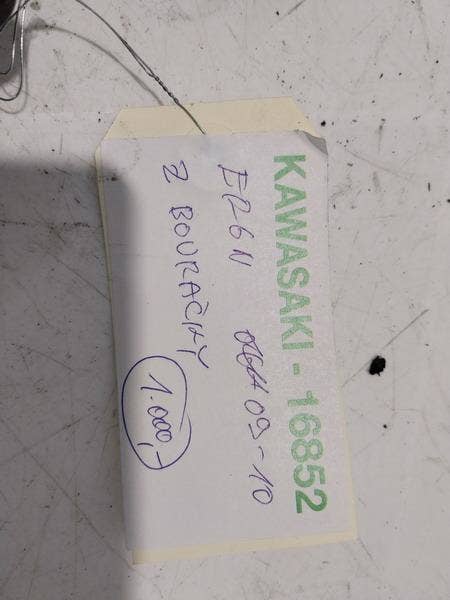 KAWASAKI - 16852
ER6N 09-10
Z BOURAČKY
1.000,-